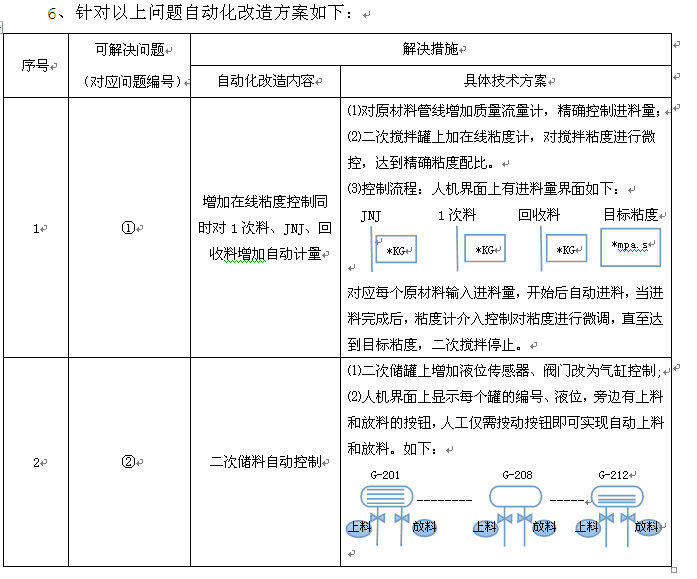 6、针对以上问题自动化改造方案如下：
序号
可解决问题
（对应问题编号）
解决措施
自动化改造内容
具体技术方案
1
①
增加在线粘度控制同
时对1次料、JNJ、回
收料增加自动计量
⑴对原材料管线增加质量流量计，精确控制进料量；
⑵二次搅拌罐上加在线粘度计，对搅拌粘度进行微
控，达到精确粘度配比。
⑶控制流程：人机界面上有进料量界面如下：
JNJ 1次料 回收料 目标粘度
*KG *KG *KG *mpa.s
对应每个原材料输入进料量，开始后自动进料，当进
料完成后，粘度计介入控制对粘度进行微调，直至达
到目标粘度，二次搅拌停止。
2
②
二次储料自动控制
⑴二次储罐上增加液位传感器、阀门改为气缸控制；
⑵人机界面上显示每个罐的编号、液位，旁边有上料
和放料的按钮，人工仅需按动按钮即可实现自动上料
和放料。如下：
G-201 G-208 G-212
上料 放料 上料 放料 上料 放料